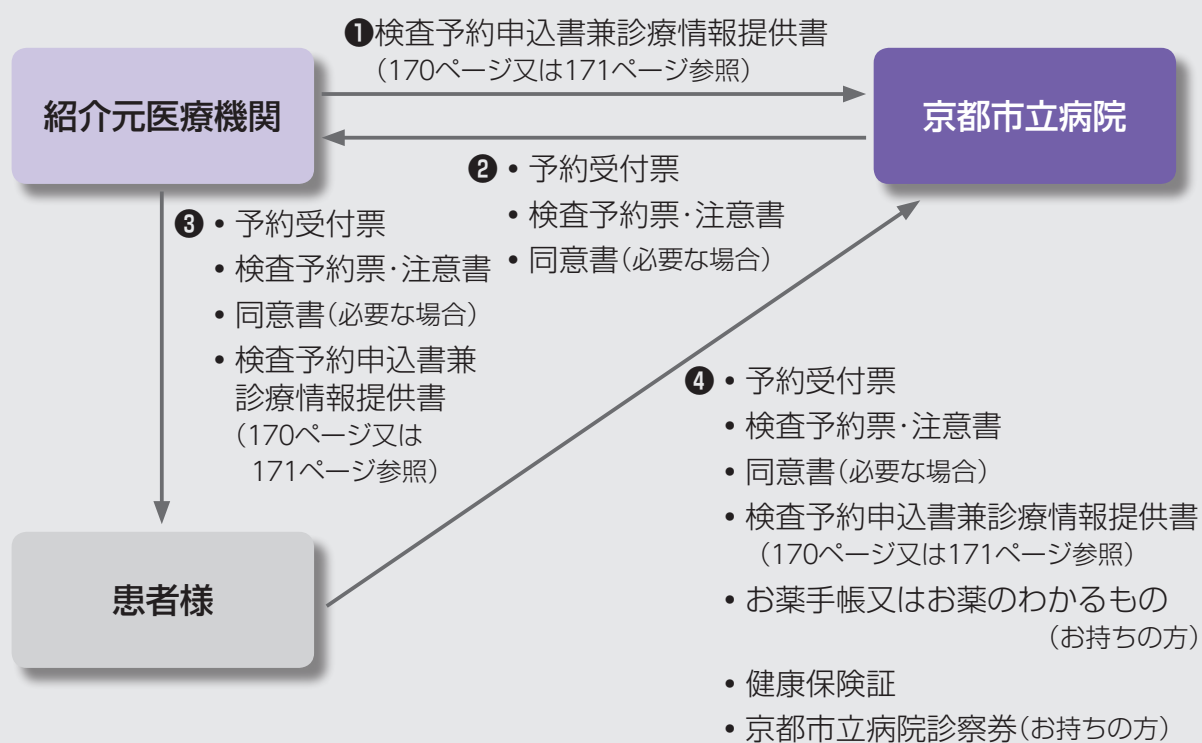 ❶検査予約申込書兼診療情報提供書
（170ページ又は171ページ参照）
紹介元医療機関
京都市立病院
❷ • 予約受付票
• 検査予約票･注意書
• 同意書（必要な場合）
❸ • 予約受付票
• 検査予約票･注意書
• 同意書（必要な場合）
• 検査予約申込書兼
診療情報提供書
（170ページ又は
171ページ参照）
❹ • 予約受付票
• 検査予約票･注意書
• 同意書（必要な場合）
• 検査予約申込書兼診療情報提供書
（170ページ又は171ページ参照）
• お薬手帳又はお薬のわかるもの
（お持ちの方）
• 健康保険証
• 京都市立病院診察券（お持ちの方）
患者様